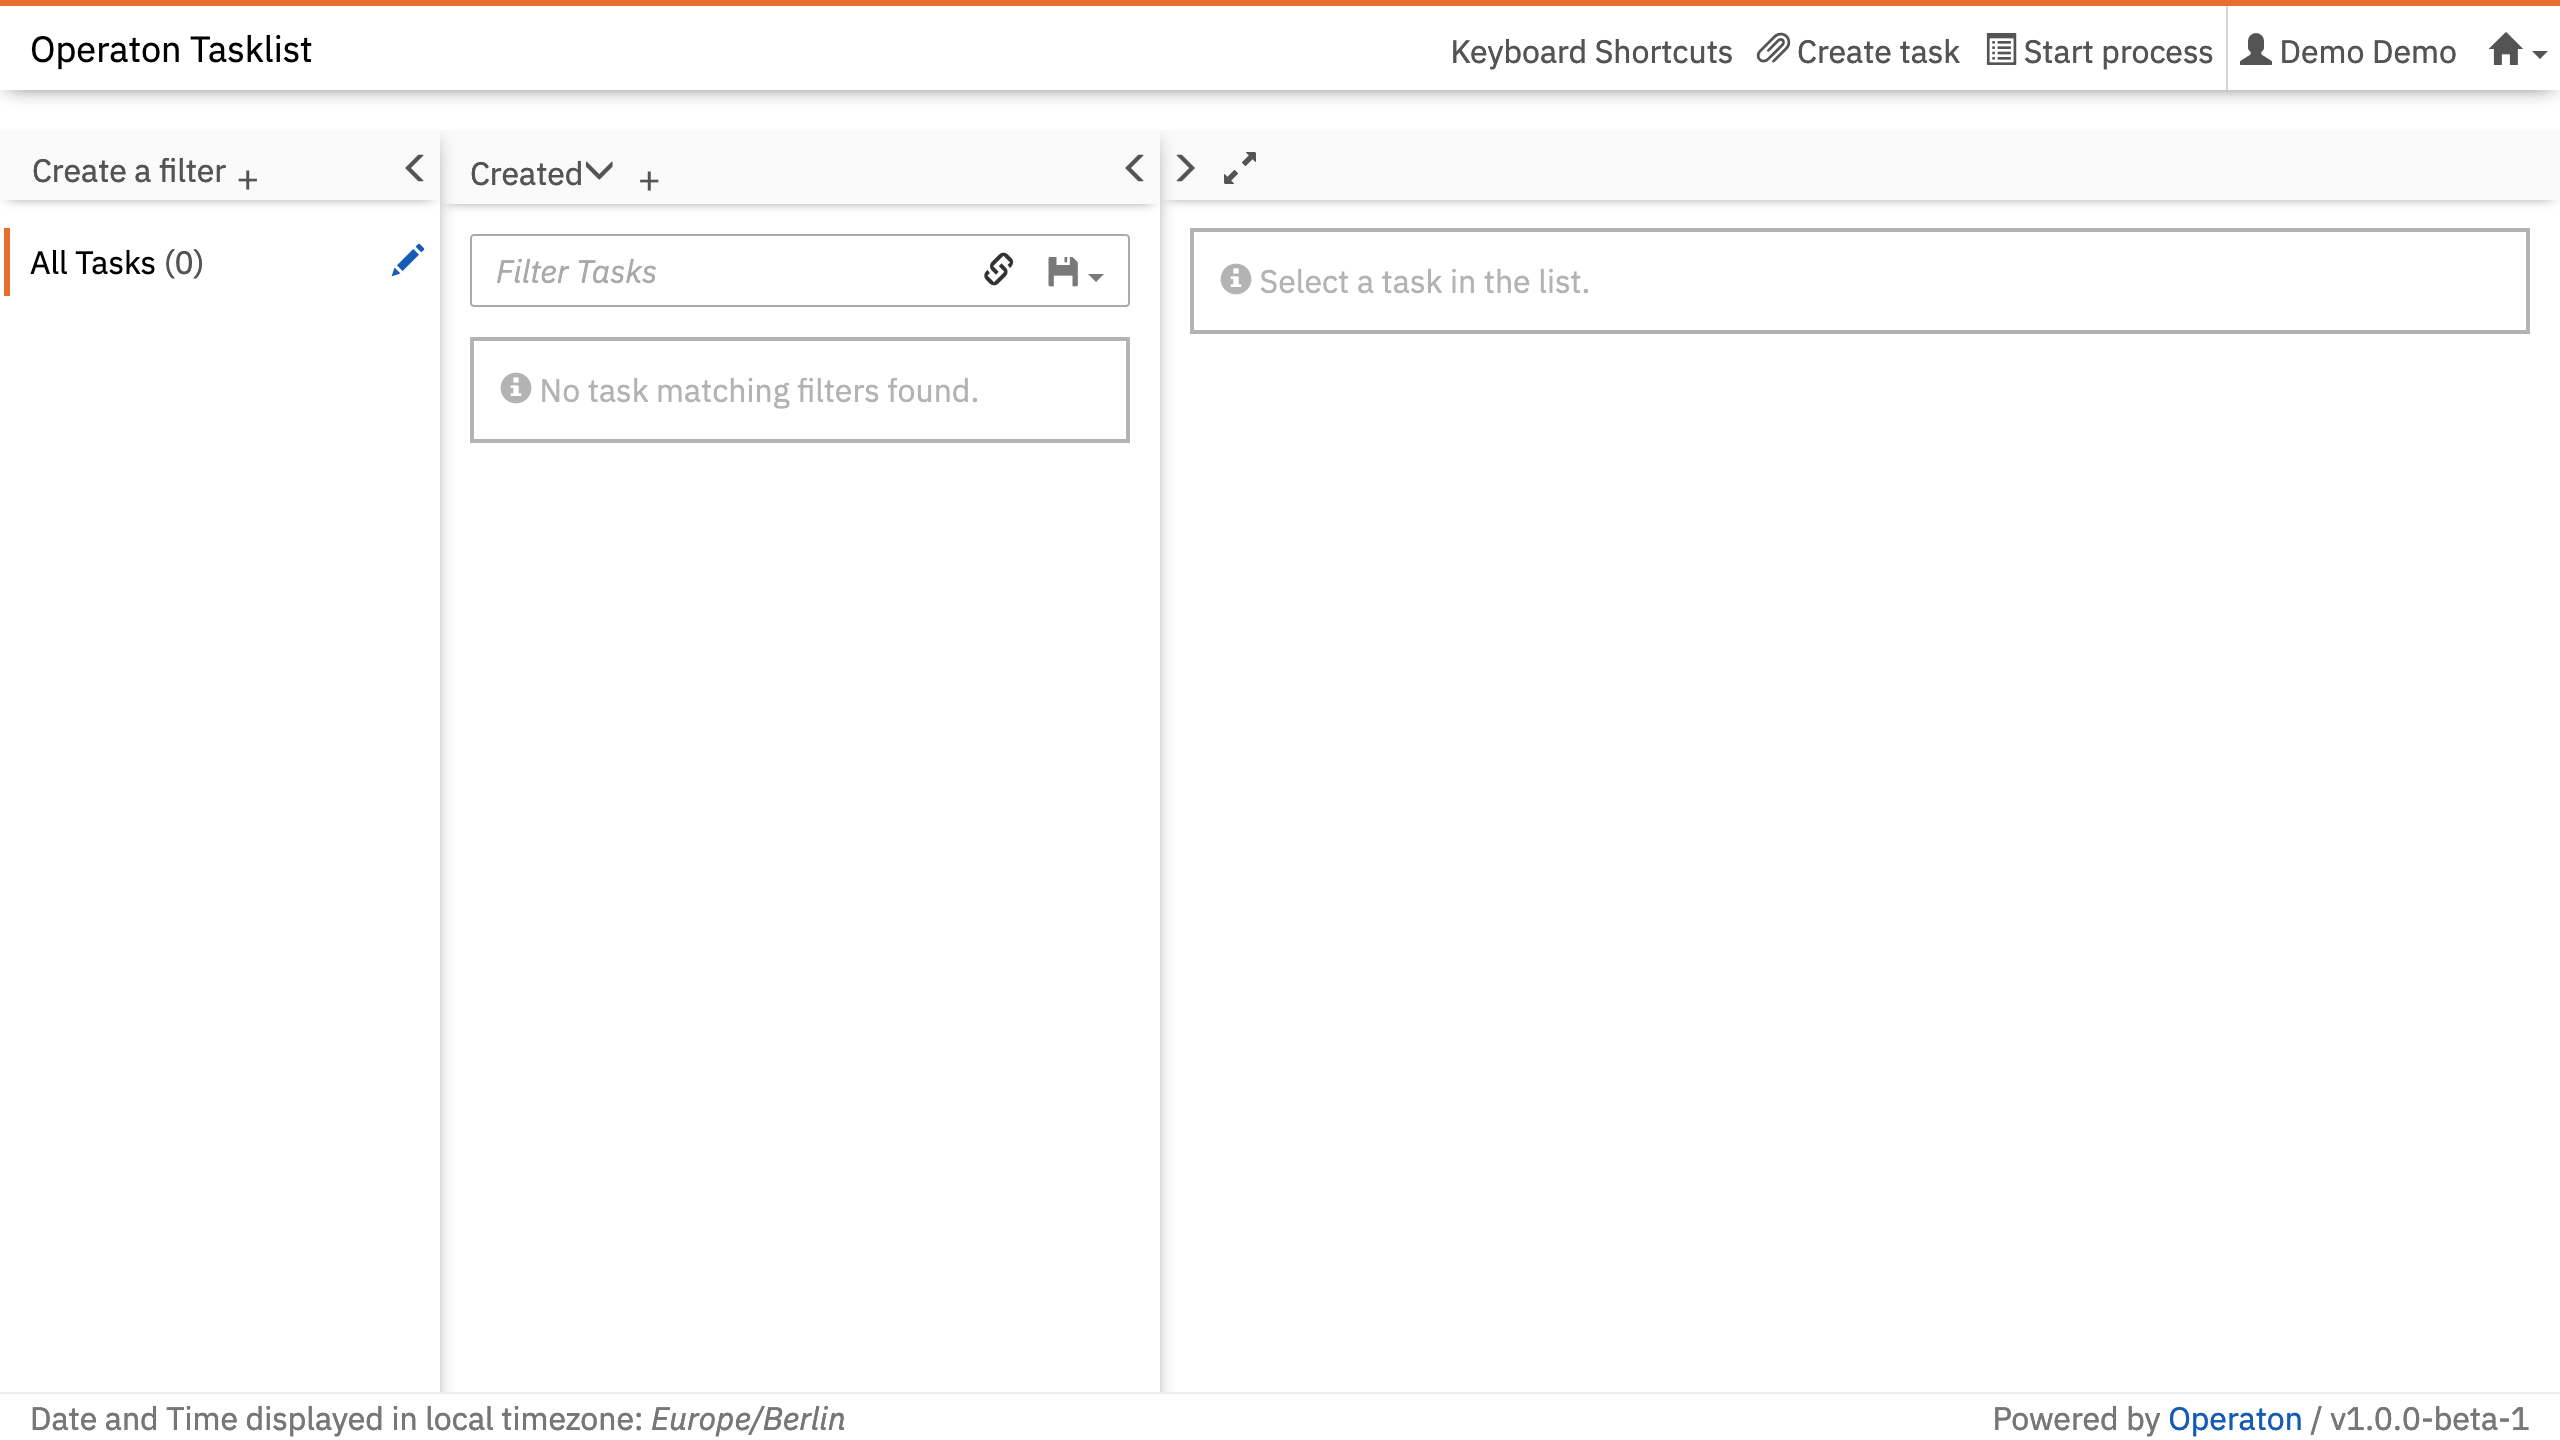 Operaton Tasklist
Keyboard Shortcuts Create task Start process Demo Demo
Create a filter +
Created +
All Tasks (0)
Filter Tasks
No task matching filters found.
Select a task in the list.
Date and Time displayed in local timezone: Europe/Berlin
Powered by Operaton / v1.0.0-beta-1